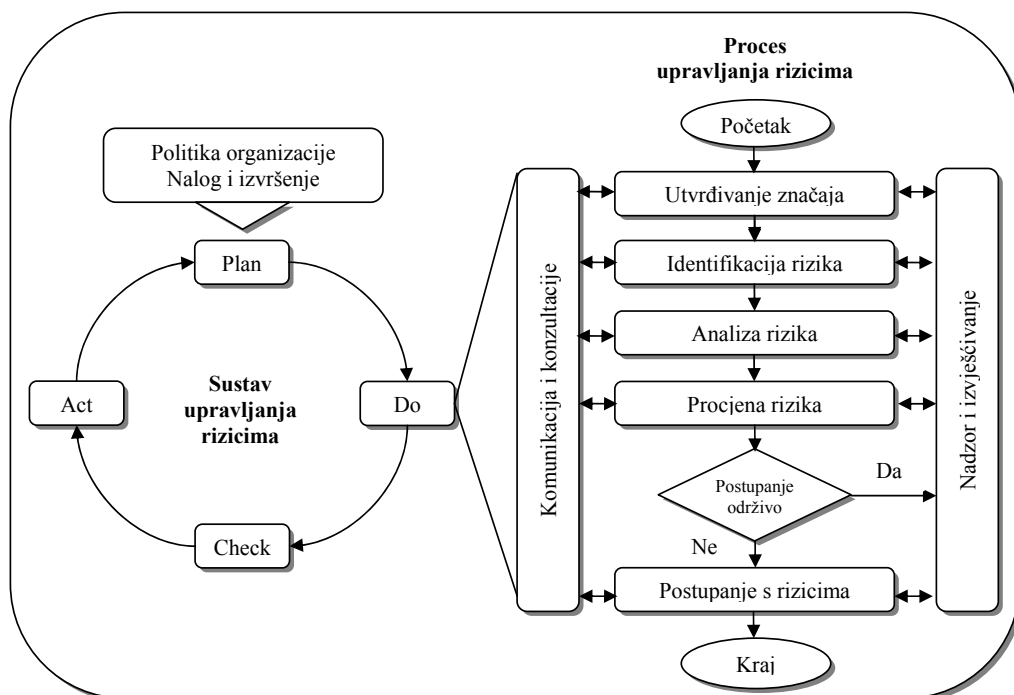 Proces
upravljanja rizicima
Početak
Politika organizacije
Nalog i izvršenje
Plan
Do
Check
Act
Sustav
upravljanja
rizicima
Komunikacija i konzultacije
Utvrđivanje značaja
Identifikacija rizika
Analiza rizika
Procjena rizika
Postupanje
održivo
Da
Ne
Postupanje s rizicima
Kraj
Nadzor i izvješćivanje